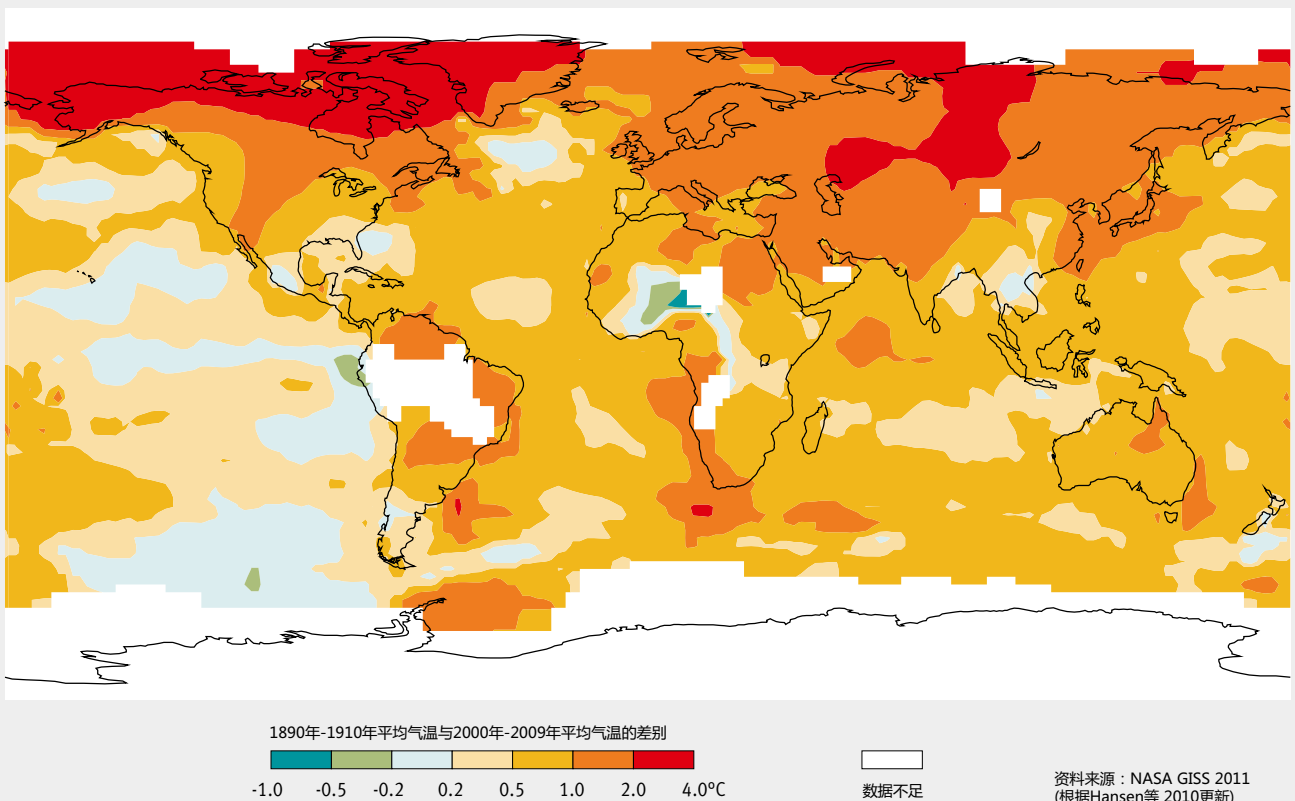 1890年-1910年平均气温与2000年-2009年平均气温的差别
-1.0 -0.5 -0.2 0.2 0.5 1.0 2.0 4.0°C
数据不足
资料来源：NASA GISS 2011
(根据Hansen等 2010更新)